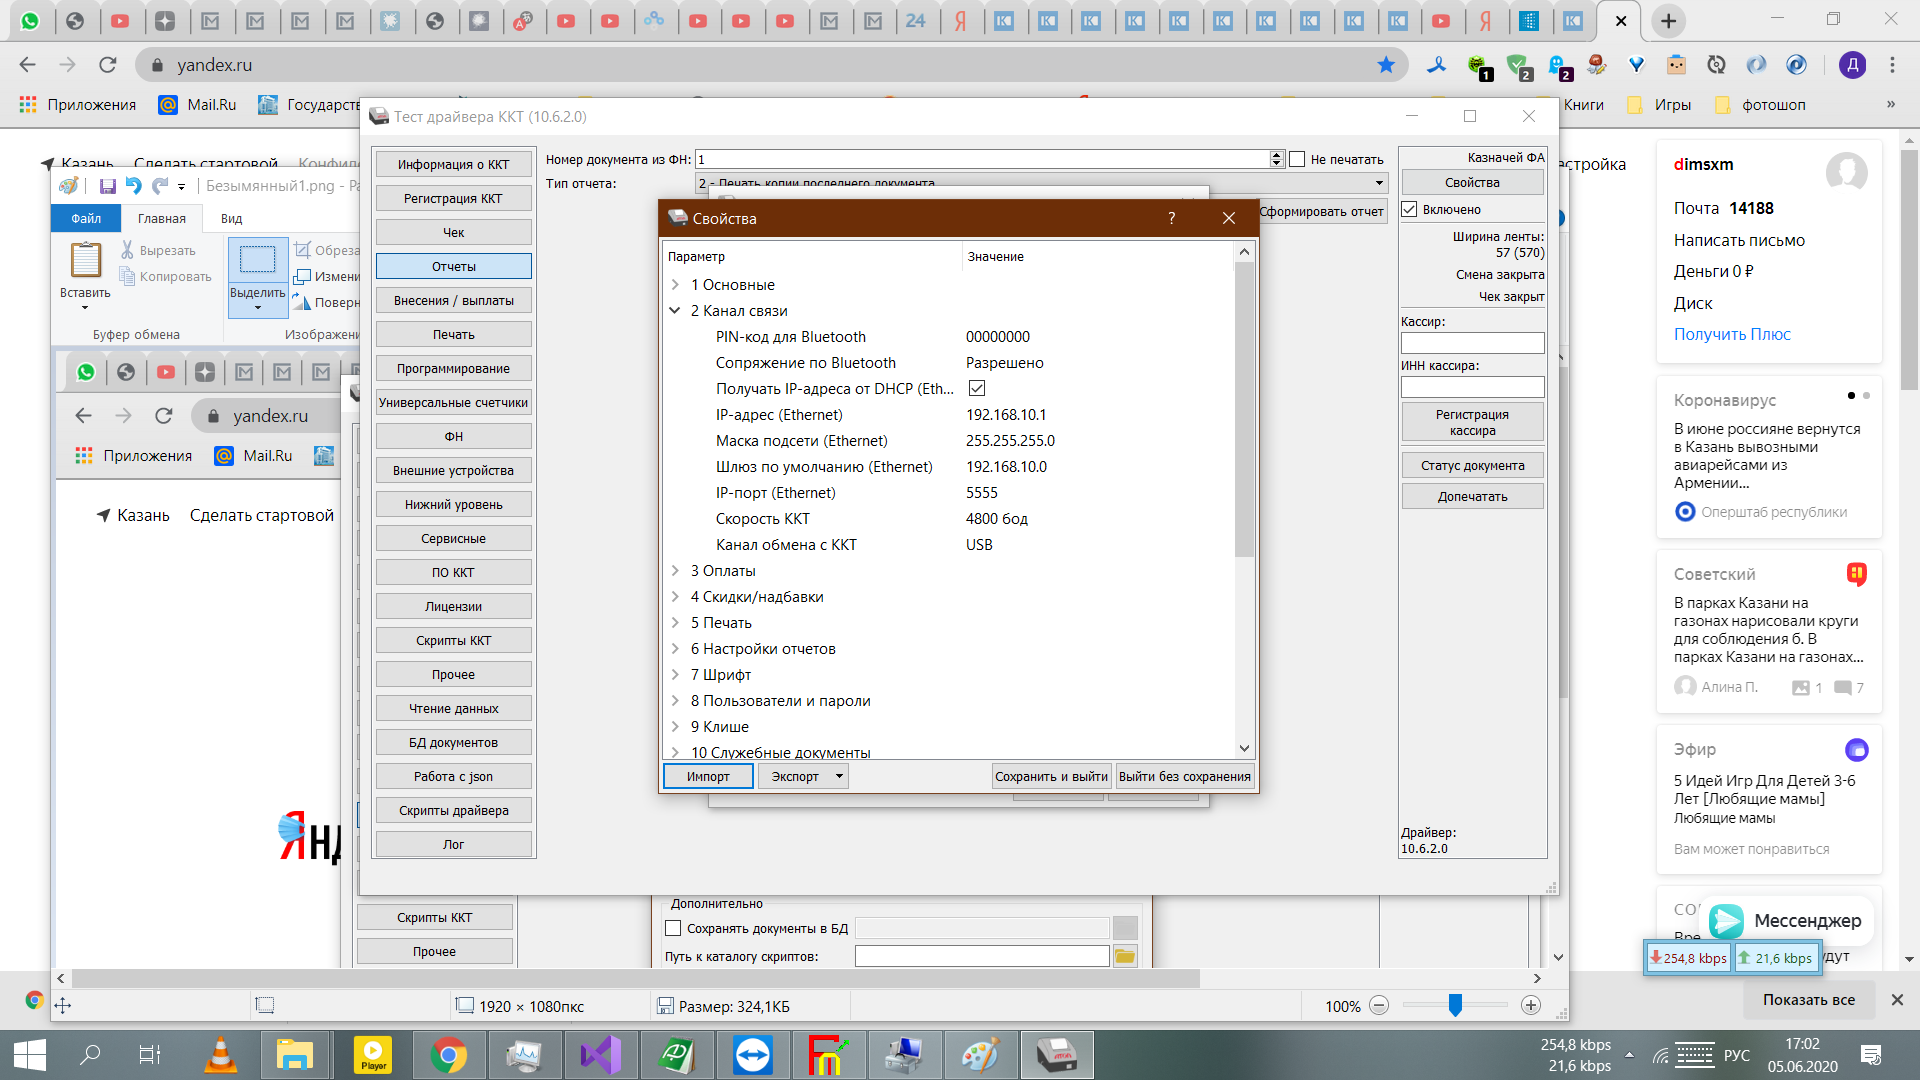 24
yandex.ru
1
2
2
Д
Приложения
Mail.Ru
Книги
Игры
фотошоп
»
Казань
Сделать стартовой
dimsxm
Почта 14188
Написать письмо
Деньги 0 ₽
Диск
Получить Плюс
Коронавирус
В июне россияне вернутся
в Казань вывозными
авиарейсами из
Армении...
Оперштаб республики
Советский
В парках Казани на
газонах нарисовали круги
для соблюдения б. В
парках Казани на газонах...
Алина П.
1
7
Эфир
5 Идей Игр Для Детей 3-6
Лет [Любящие мамы]
Любящие мамы
Вам может понравиться
Мессенджер
254,8 kbps
21,6 kbps
Показать все
Безымянный1.png - Pa
Файл
Главная
Вид
Вставить
Вырезать
Копировать
Буфер обмена
Выделить
Обреза
Измени
Поверн
Изображени
yandex.ru
Приложения
Mail.Ru
Казань
Сделать стартовой
Янд
Тест драйвера ККТ (10.6.2.0)
Информация о ККТ
Регистрация ККТ
Чек
Отчеты
Внесения / выплаты
Печать
Программирование
Универсальные счетчики
ФН
Внешние устройства
Нижний уровень
Сервисные
ПО ККТ
Лицензии
Скрипты ККТ
Прочее
Чтение данных
БД документов
Работа с json
Скрипты драйвера
Лог
Номер документа из ФН:
1
Не печатать
Тип отчета:
2 - Печать копии последнего документа
Сформировать отчет
Казначей ФА
Свойства
Включено
Ширина ленты:
57 (570)
Смена закрыта
Чек закрыт
Кассир:
ИНН кассира:
Регистрация
кассира
Статус документа
Допечатать
Драйвер:
10.6.2.0
Свойства
?
Параметр
Значение
1 Основные
2 Канал связи
PIN-код для Bluetooth
00000000
Сопряжение по Bluetooth
Разрешено
Получать IP-адреса от DHCP (Eth...
IP-адрес (Ethernet)
192.168.10.1
Маска подсети (Ethernet)
255.255.255.0
Шлюз по умолчанию (Ethernet)
192.168.10.0
IP-порт (Ethernet)
5555
Скорость ККТ
4800 бод
Канал обмена с ККТ
USB
3 Оплаты
4 Скидки/надбавки
5 Печать
6 Настройки отчетов
7 Шрифт
8 Пользователи и пароли
9 Клише
10 Служебные документы
Импорт
Экспорт
Сохранить и выйти
Выйти без сохранения
Скрипты ККТ
Прочее
Дополнительно
Сохранять документы в БД
Путь к каталогу скриптов:
1920 × 1080пкс
Размер: 324,1КБ
100%
Player
254,8 kbps
21,6 kbps
РУС
17:02
05.06.2020